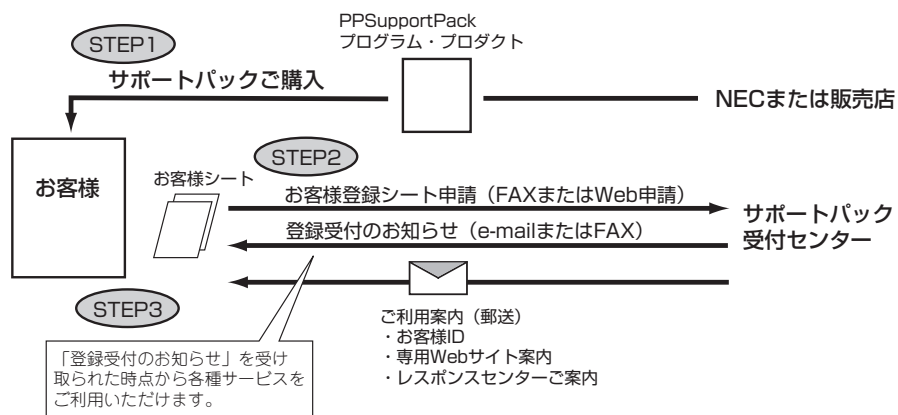 STEP1
PPSupportPack
プログラム・プロダクト
サポートパックご購入
NECまたは販売店
お客様
お客様シート
STEP2
お客様登録シート申請（FAXまたはWeb申請）
登録受付のお知らせ（e-mailまたはFAX）
サポートパック
受付センター
STEP3
ご利用案内（郵送）
・お客様ID
・専用Webサイト案内
・レスポンスセンターご案内
「登録受付のお知らせ」を受け
取られた時点から各種サービスを
ご利用いただけます。